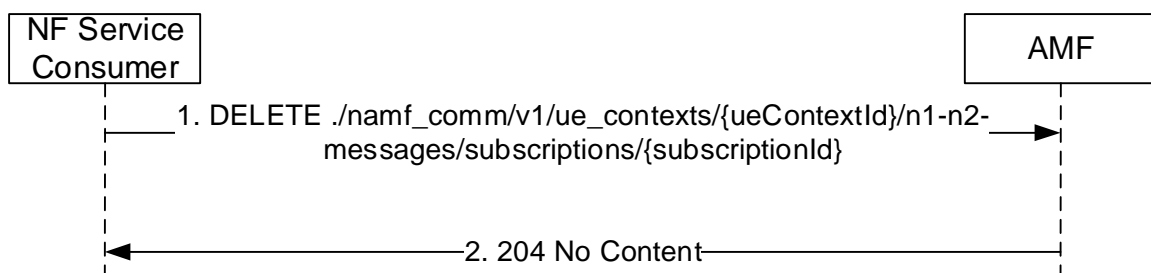 NF Service
Consumer
AMF
1. DELETE ./namf_comm/v1/ue_contexts/{ueContextId}/n1-n2-
messages/subscriptions/{subscriptionId}
2. 204 No Content